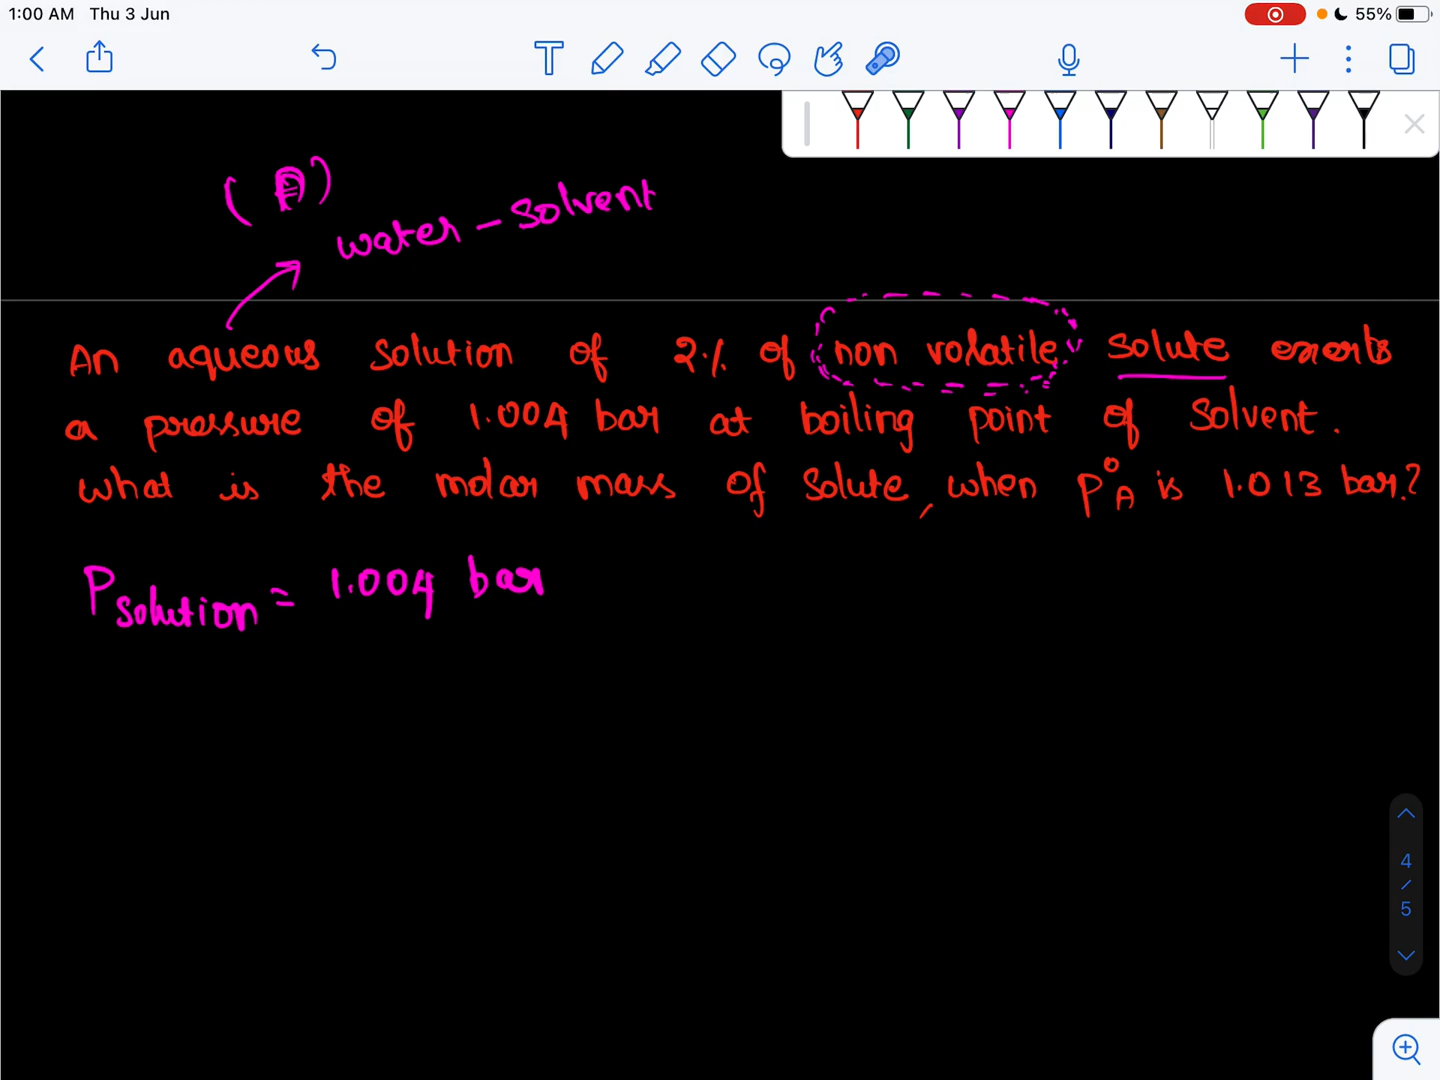 1:00 AM Thu 3 Jun
55%
T
(A)
water - solvent
An aqueous solution of 2% of non volatile solute exerts
a pressure of 1.004 bar at boiling point of solvent.
what is the molar mass of solute, when P°A is 1.013 bar?
Psolution = 1.004 bar
4
/
5